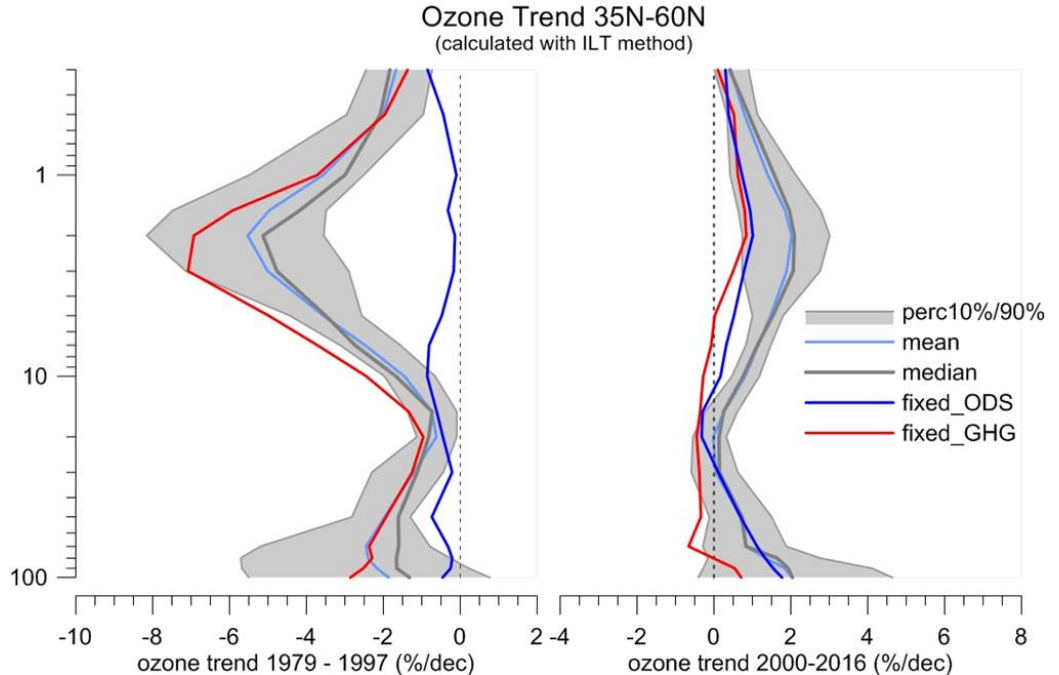 Ozone Trend 35N-60N
(calculated with ILT method)
1
10
100
perc10%/90%
mean
median
fixed_ODS
fixed_GHG
-10 -8 -6 -4 -2 0 2
-4 -2 0 2 4 6 8
ozone trend 1979 - 1997 (%/dec)
ozone trend 2000-2016 (%/dec)